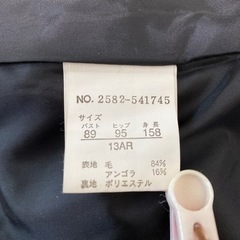 NO. 2582-541745
サイズ
バスト ヒップ 身長
89 95 158
13AR
表地 毛 84%
アンゴラ 16%
裏地 ポリエステル